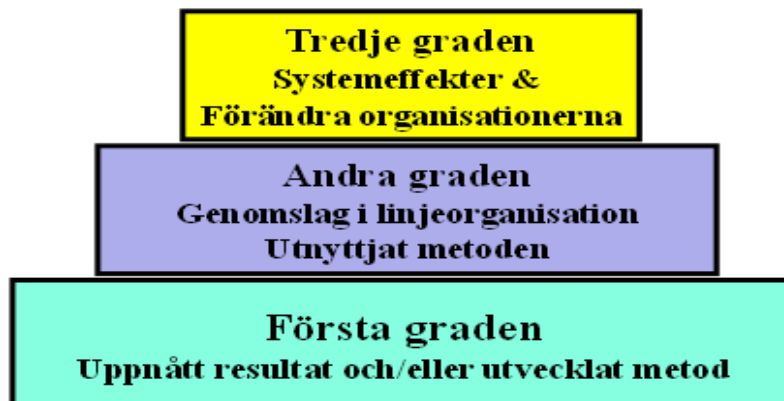 Tredje graden
Systemeffekter &
Förändra organisationerna
Andra graden
Genomslag i linjeorganisation
Utnyttjat metoden
Första graden
Uppnått resultat och/eller utvecklat metod